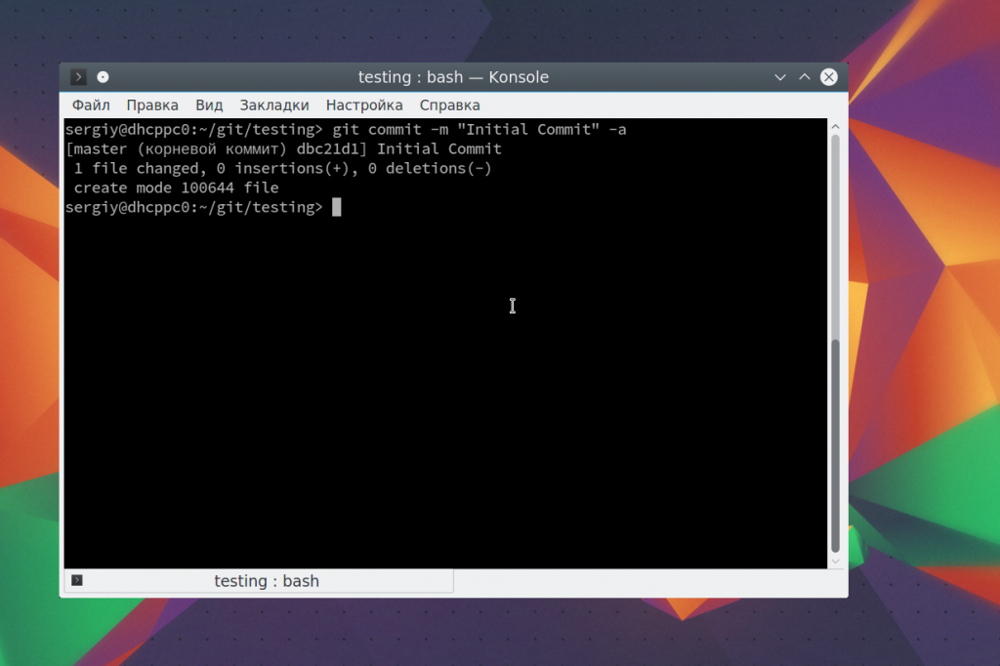 testing : bash — Konsole
Файл Правка Вид Закладки Настройка Справка
sergiy@dhcppc0:~/git/testing> git commit -m "Initial Commit" -a
[master (корневой коммит) dbc21d1] Initial Commit
1 file changed, 0 insertions(+), 0 deletions(-)
create mode 100644 file
sergiy@dhcppc0:~/git/testing>
testing : bash